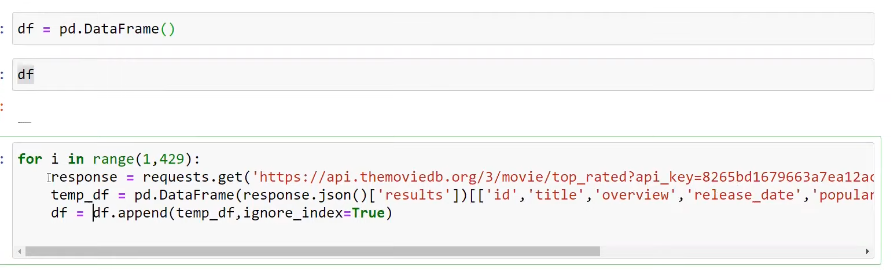 : df = pd.DataFrame()
: df
:
: for i in range(1,429):
response = requests.get('https://api.themoviedb.org/3/movie/top_rated?api_key=8265bd1679663a7ea12ac
temp_df = pd.DataFrame(response.json()['results'])[['id','title','overview','release_date','popular
df = df.append(temp_df,ignore_index=True)